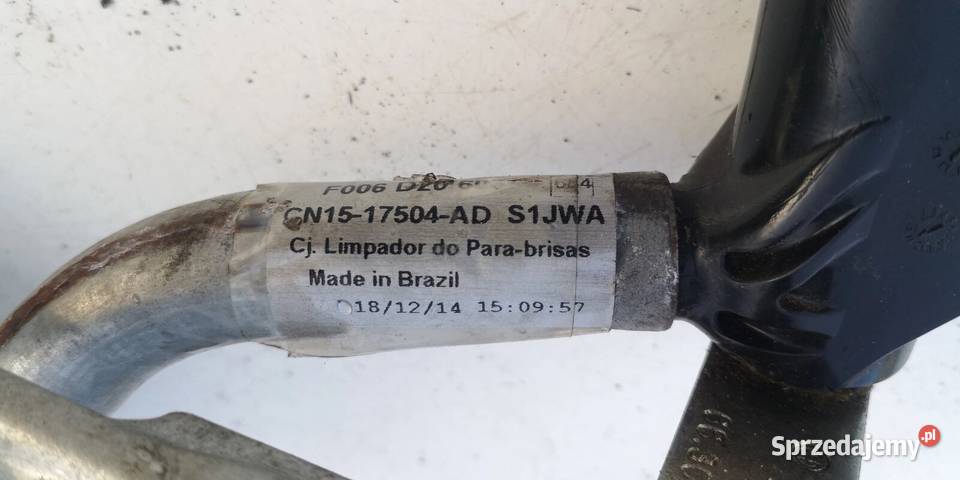 F006
CN15-17504-AD S1JWA
Cj. Limpador do Para-brisas
Made in Brazil
18/12/14 15:09:57
Sprzedajemy.pl